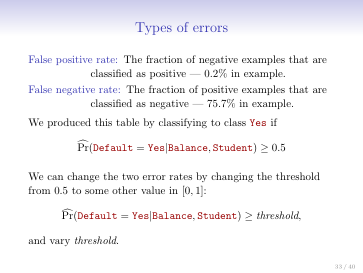 Types of errors
False positive rate: The fraction of negative examples that are
classified as positive — 0.2% in example.
False negative rate: The fraction of positive examples that are
classified as negative — 75.7% in example.
We produced this table by classifying to class Yes if
P̂r(Default = Yes|Balance, Student) ≥ 0.5
We can change the two error rates by changing the threshold
from 0.5 to some other value in [0, 1]:
P̂r(Default = Yes|Balance, Student) ≥ threshold,
and vary threshold.
33 / 40